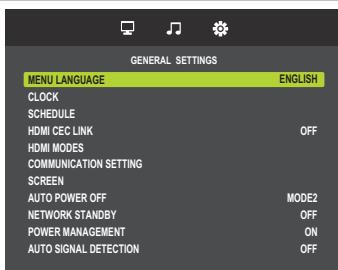 GENERAL SETTINGS
MENU LANGUAGE ENGLISH
CLOCK
SCHEDULE
HDMI CEC LINK OFF
HDMI MODES
COMMUNICATION SETTING
SCREEN
AUTO POWER OFF MODE2
NETWORK STANDBY OFF
POWER MANAGEMENT ON
AUTO SIGNAL DETECTION OFF